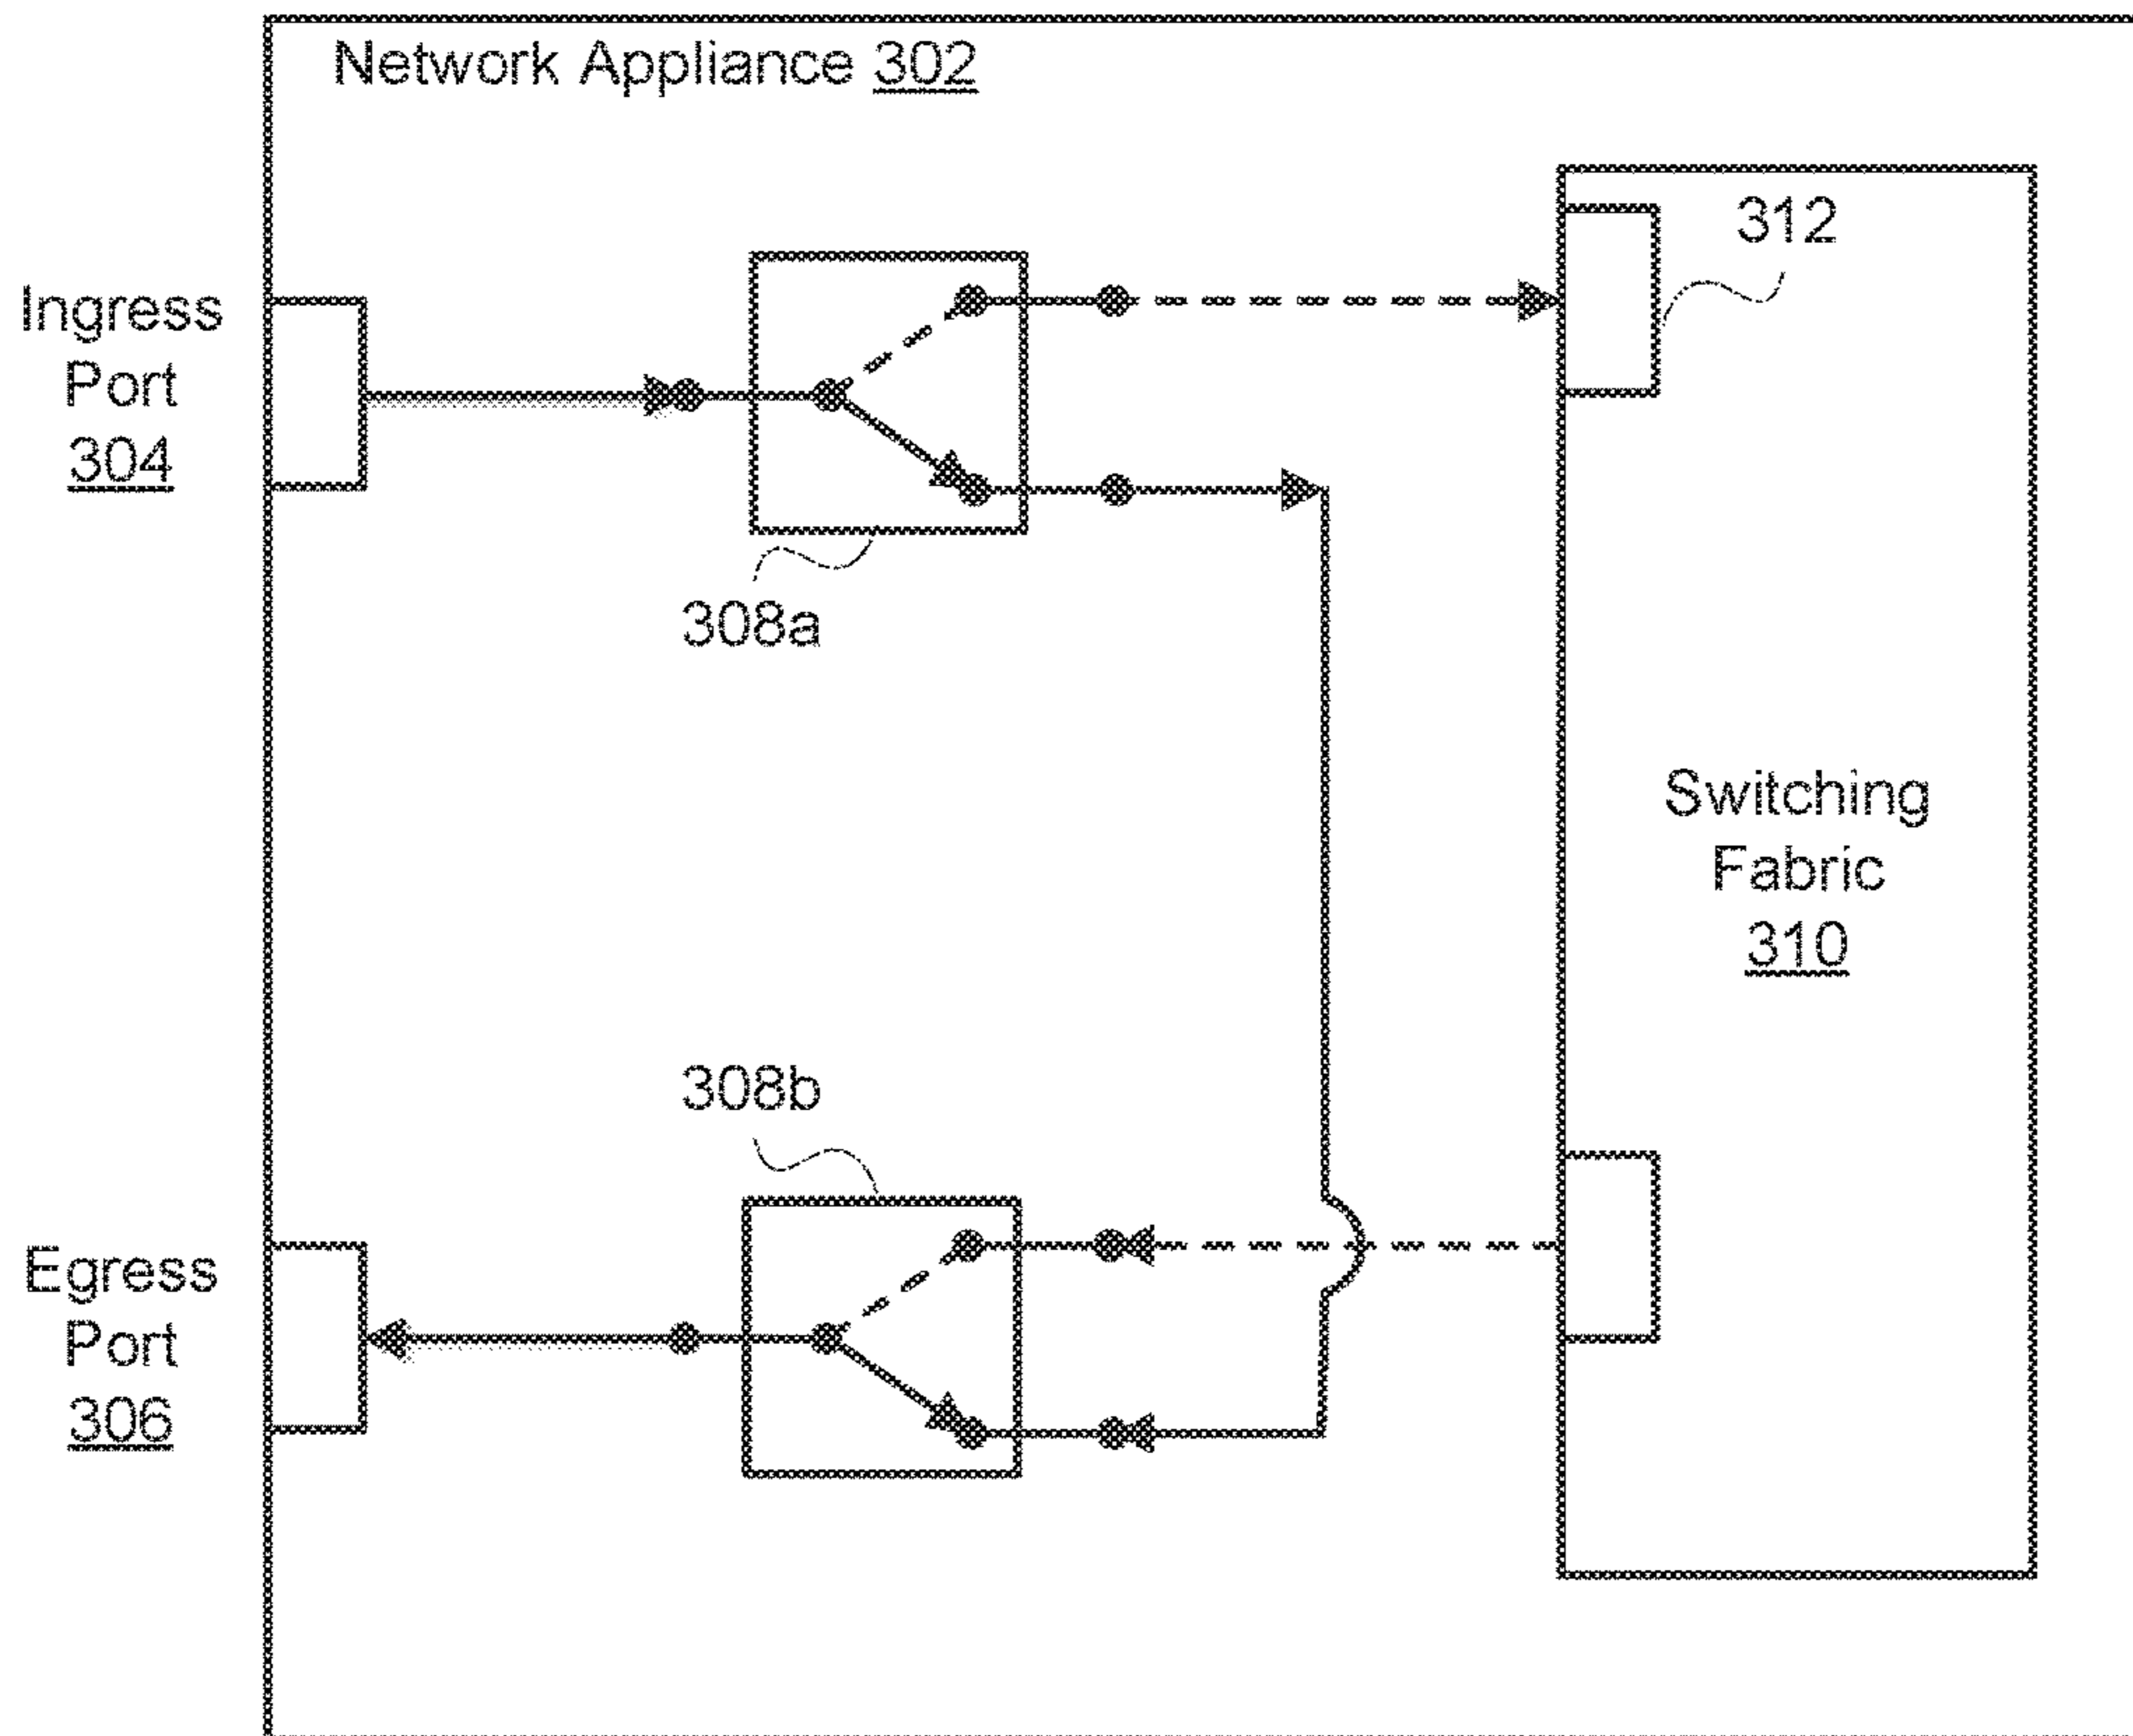 Network Appliance 302
312
Ingress
Port
304
308a
Switching
Fabric
310
308b
Egress
Port
306